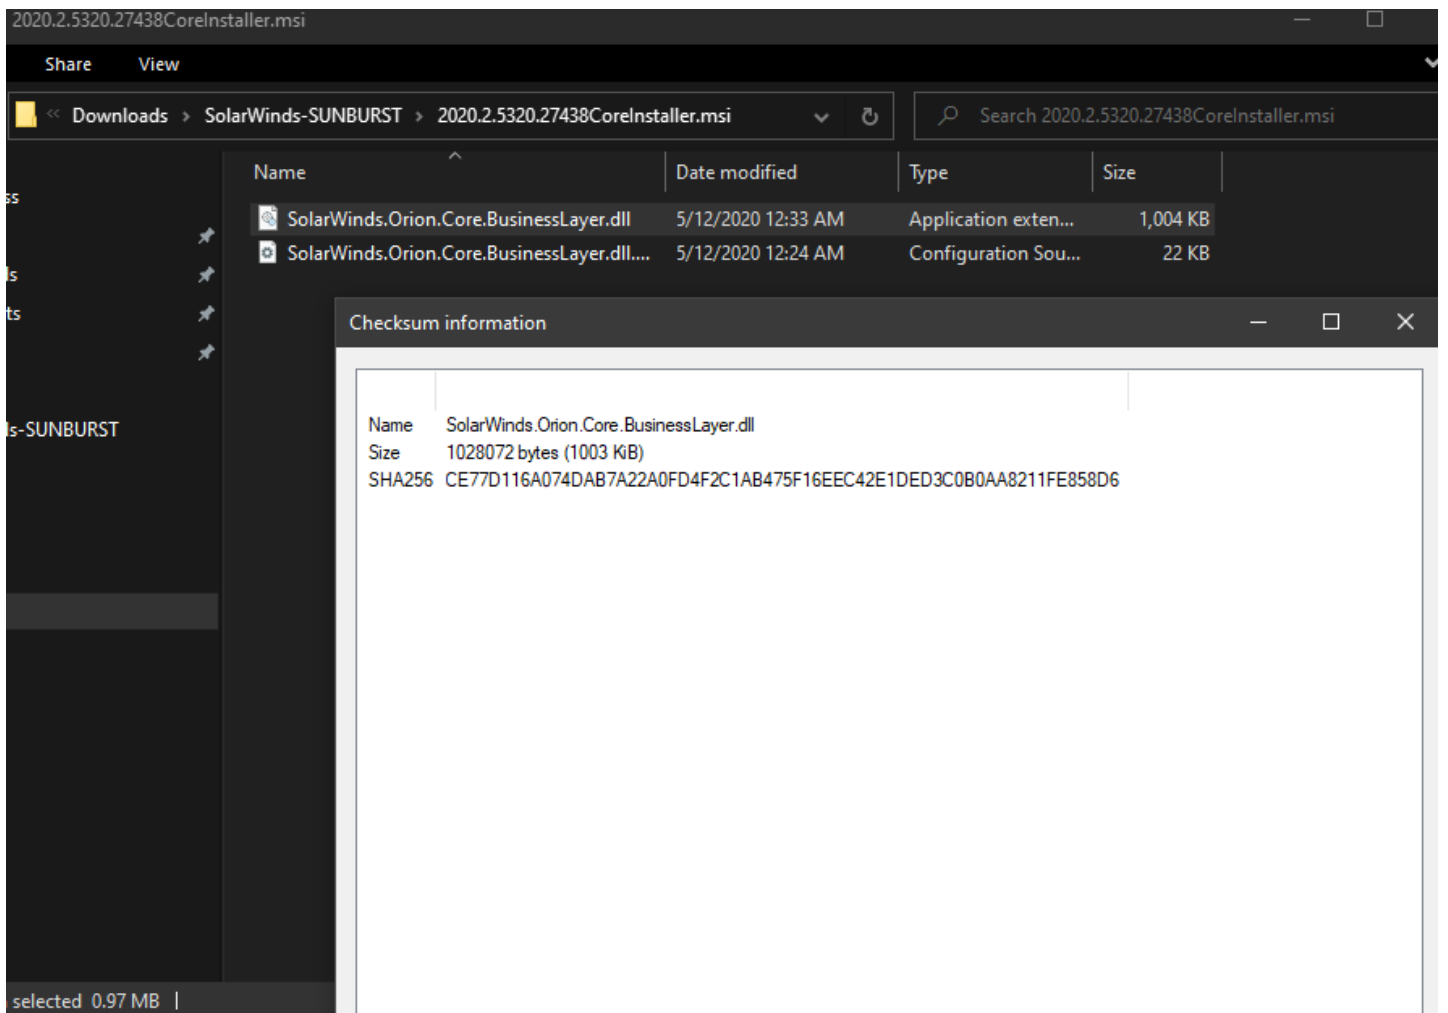 2020.2.5320.27438CoreInstaller.msi
Share View
« Downloads › SolarWinds-SUNBURST › 2020.2.5320.27438CoreInstaller.msi
Search 2020.2.5320.27438CoreInstaller.msi
Name Date modified Type Size
ss
SolarWinds.Orion.Core.BusinessLayer.dll 5/12/2020 12:33 AM Application exten... 1,004 KB
SolarWinds.Orion.Core.BusinessLayer.dll.... 5/12/2020 12:24 AM Configuration Sou... 22 KB
ls
ts
ls-SUNBURST
Checksum information
Name SolarWinds.Orion.Core.BusinessLayer.dll
Size 1028072 bytes (1003 KiB)
SHA256 CE77D116A074DAB7A22A0FD4F2C1AB475F16EEC42E1DED3C0B0AA8211FE858D6
selected 0.97 MB